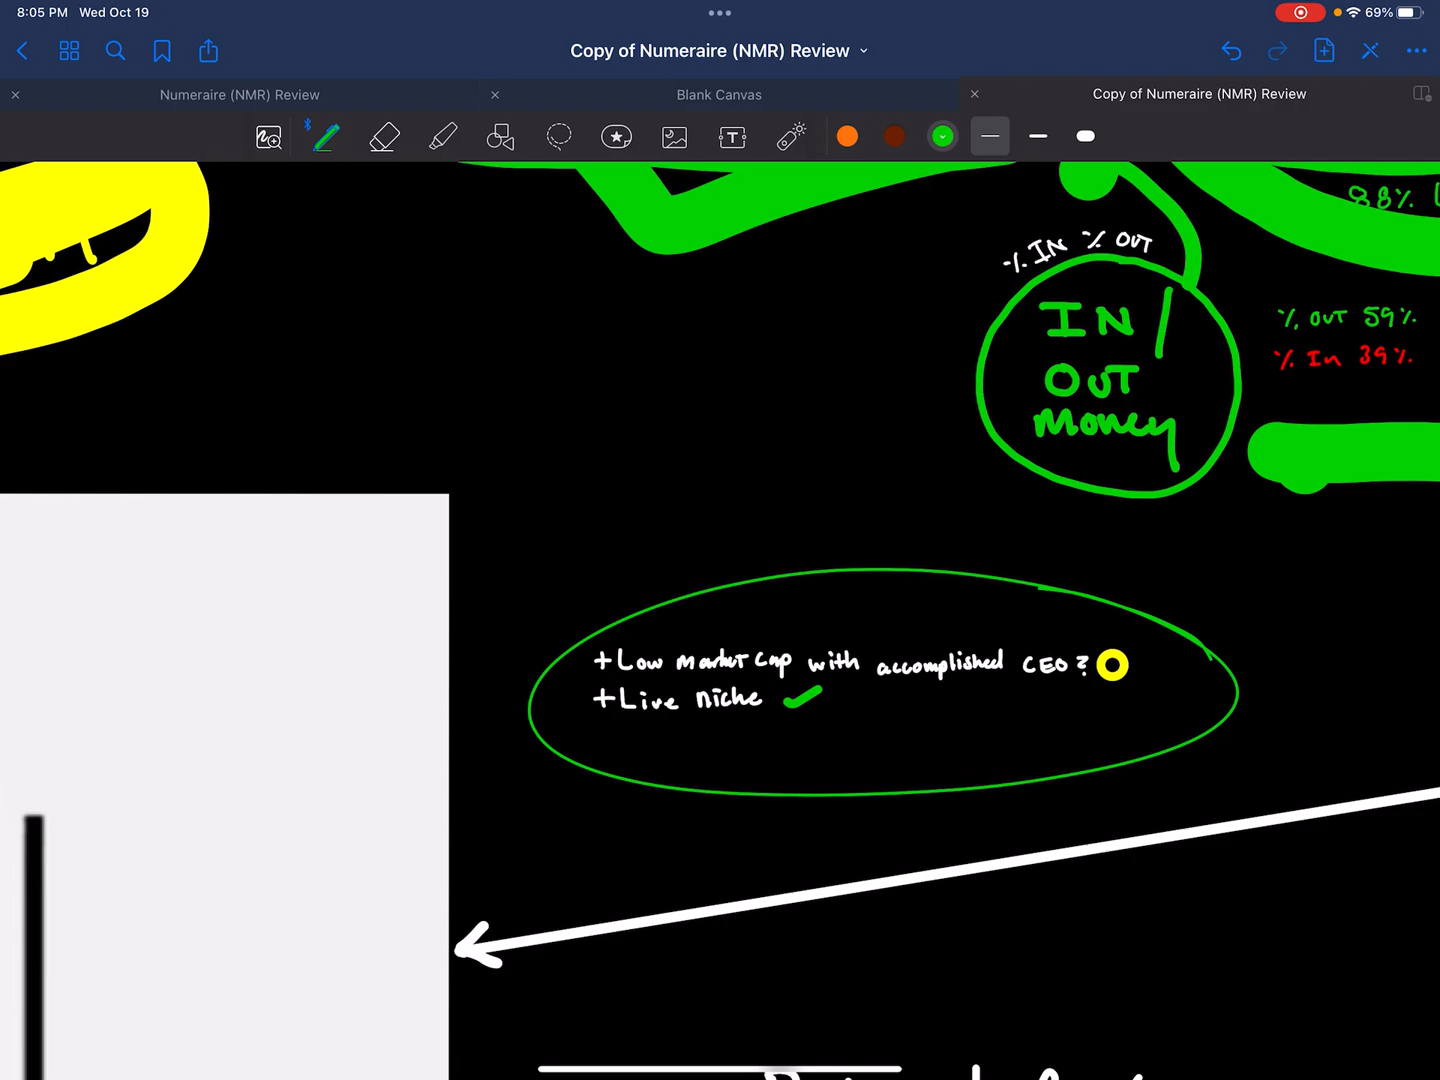 8:05 PM Wed Oct 19
69%
Copy of Numeraire (NMR) Review
Numeraire (NMR) Review
Blank Canvas
Copy of Numeraire (NMR) Review
T
88%
% IN % OUT
IN /
OUT
Money
% OUT 59%
% In 39%
+Low market cap with accomplished CEO?
+Live niche